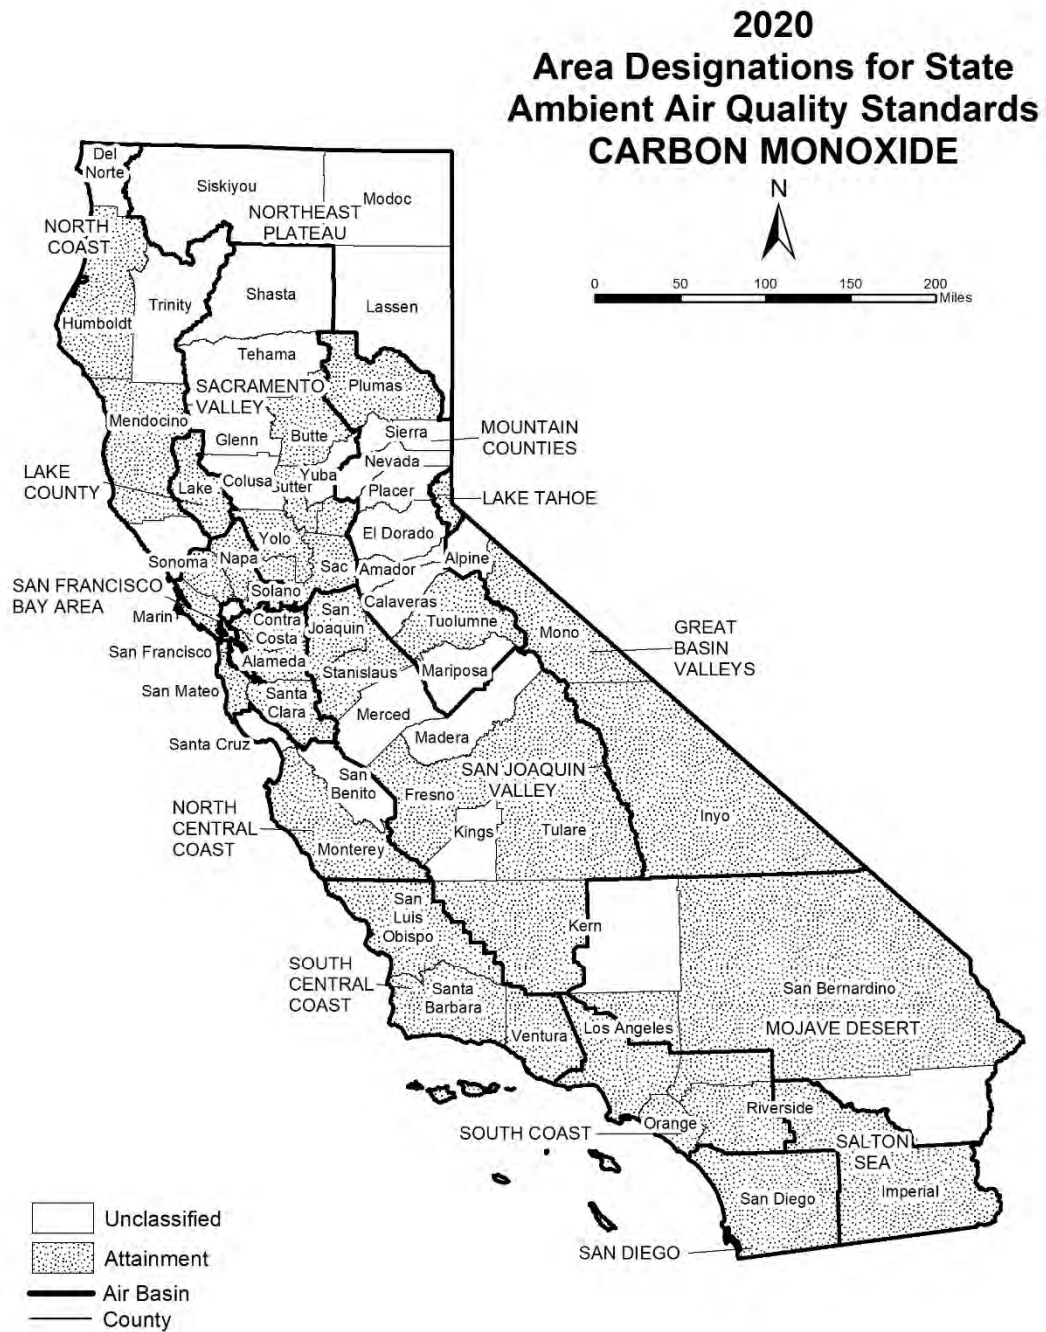 2020
Area Designations for State
Ambient Air Quality Standards
CARBON MONOXIDE
N
0 50 100 150 200
Miles
Del
Norte
Siskiyou
Modoc
NORTHEAST
PLATEAU
NORTH
COAST
Trinity
Shasta
Lassen
Humboldt
Tehama
Plumas
SACRAMENTO
VALLEY
Mendocino
Glenn
Butte
Sierra
MOUNTAIN
COUNTIES
LAKE
COUNTY
Lake
Colusa
Sutter
Yuba
Nevada
Placer
LAKE TAHOE
El Dorado
Yolo
Sonoma
Napa
Sac
Amador
Alpine
SAN FRANCISCO
BAY AREA
Solano
Marin
Contra
Costa
San
Joaquin
Calaveras
Tuolumne
Mono
GREAT
BASIN
VALLEYS
San Francisco
Alameda
Stanislaus
Mariposa
San Mateo
Santa
Clara
Merced
Madera
Santa Cruz
San
Benito
Fresno
SAN JOAQUIN
VALLEY
NORTH
CENTRAL
COAST
Monterey
Kings
Tulare
Inyo
San
Luis
Obispo
Kern
SOUTH
CENTRAL
COAST
Santa
Barbara
Ventura
Los Angeles
San Bernardino
MOJAVE DESERT
Orange
Riverside
SOUTH COAST
SALTON
SEA
San Diego
Imperial
SAN DIEGO
Unclassified
Attainment
Air Basin
County